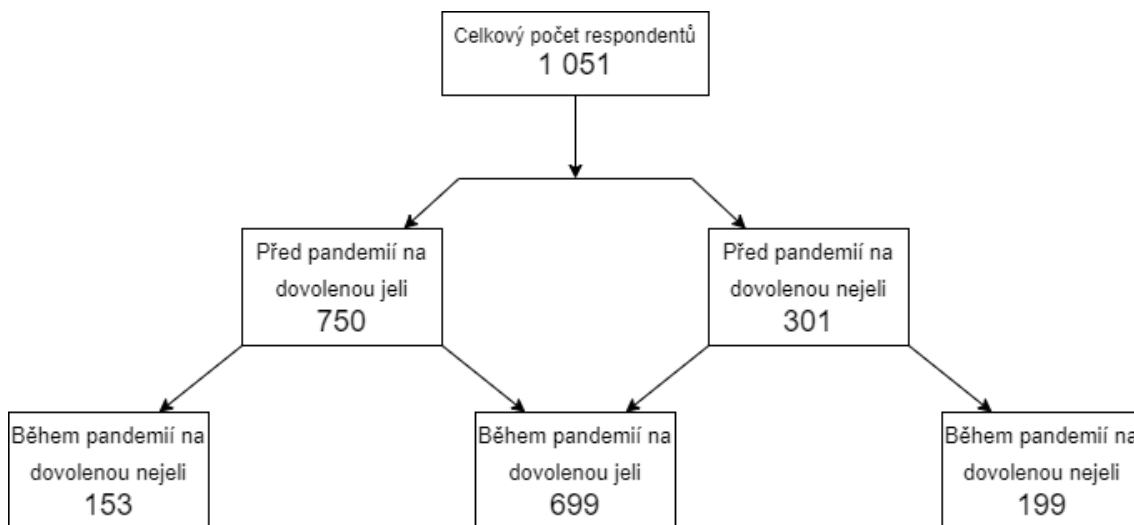 Celkový počet respondentů
1 051
Před pandemií na
dovolenou jeli
750
Před pandemií na
dovolenou nejeli
301
Během pandemií na
dovolenou nejeli
153
Během pandemií na
dovolenou jeli
699
Během pandemií na
dovolenou nejeli
199